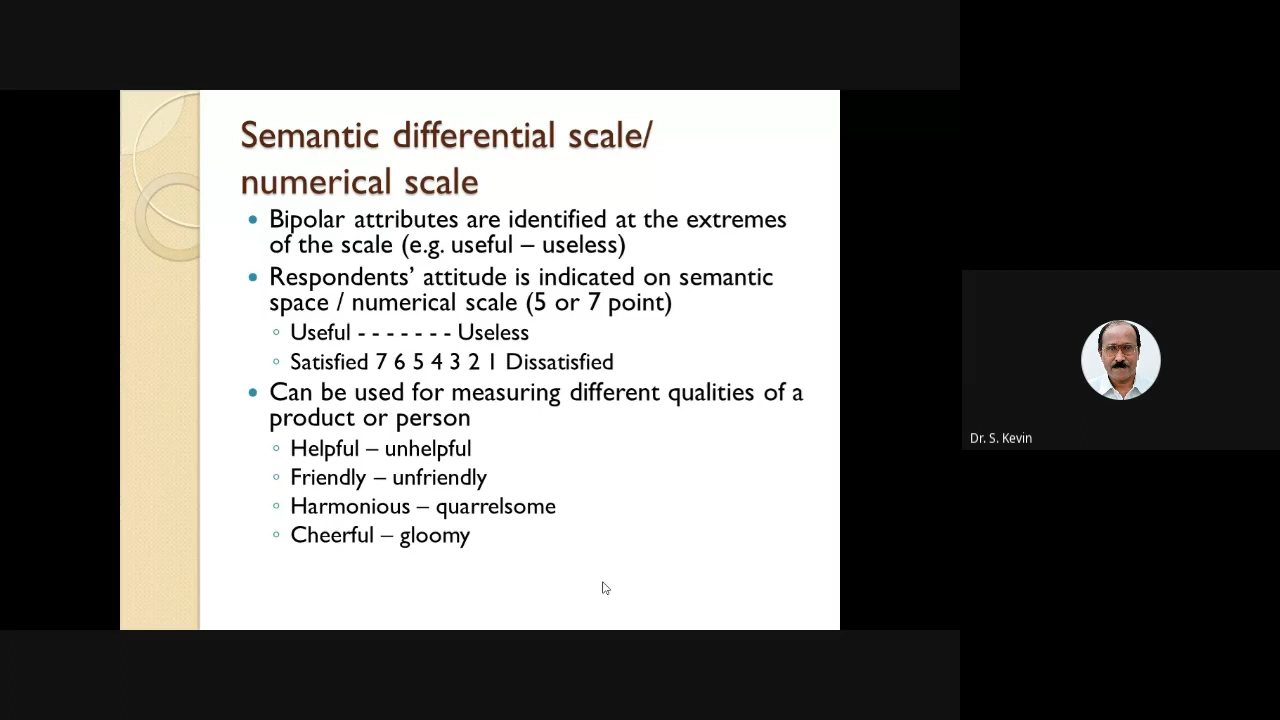 Semantic differential scale/
numerical scale
• Bipolar attributes are identified at the extremes
of the scale (e.g. useful – useless)
• Respondents’ attitude is indicated on semantic
space / numerical scale (5 or 7 point)
◦ Useful - - - - - - - Useless
◦ Satisfied 7 6 5 4 3 2 1 Dissatisfied
• Can be used for measuring different qualities of a
product or person
◦ Helpful – unhelpful
◦ Friendly – unfriendly
◦ Harmonious – quarrelsome
◦ Cheerful – gloomy
Dr. S. Kevin